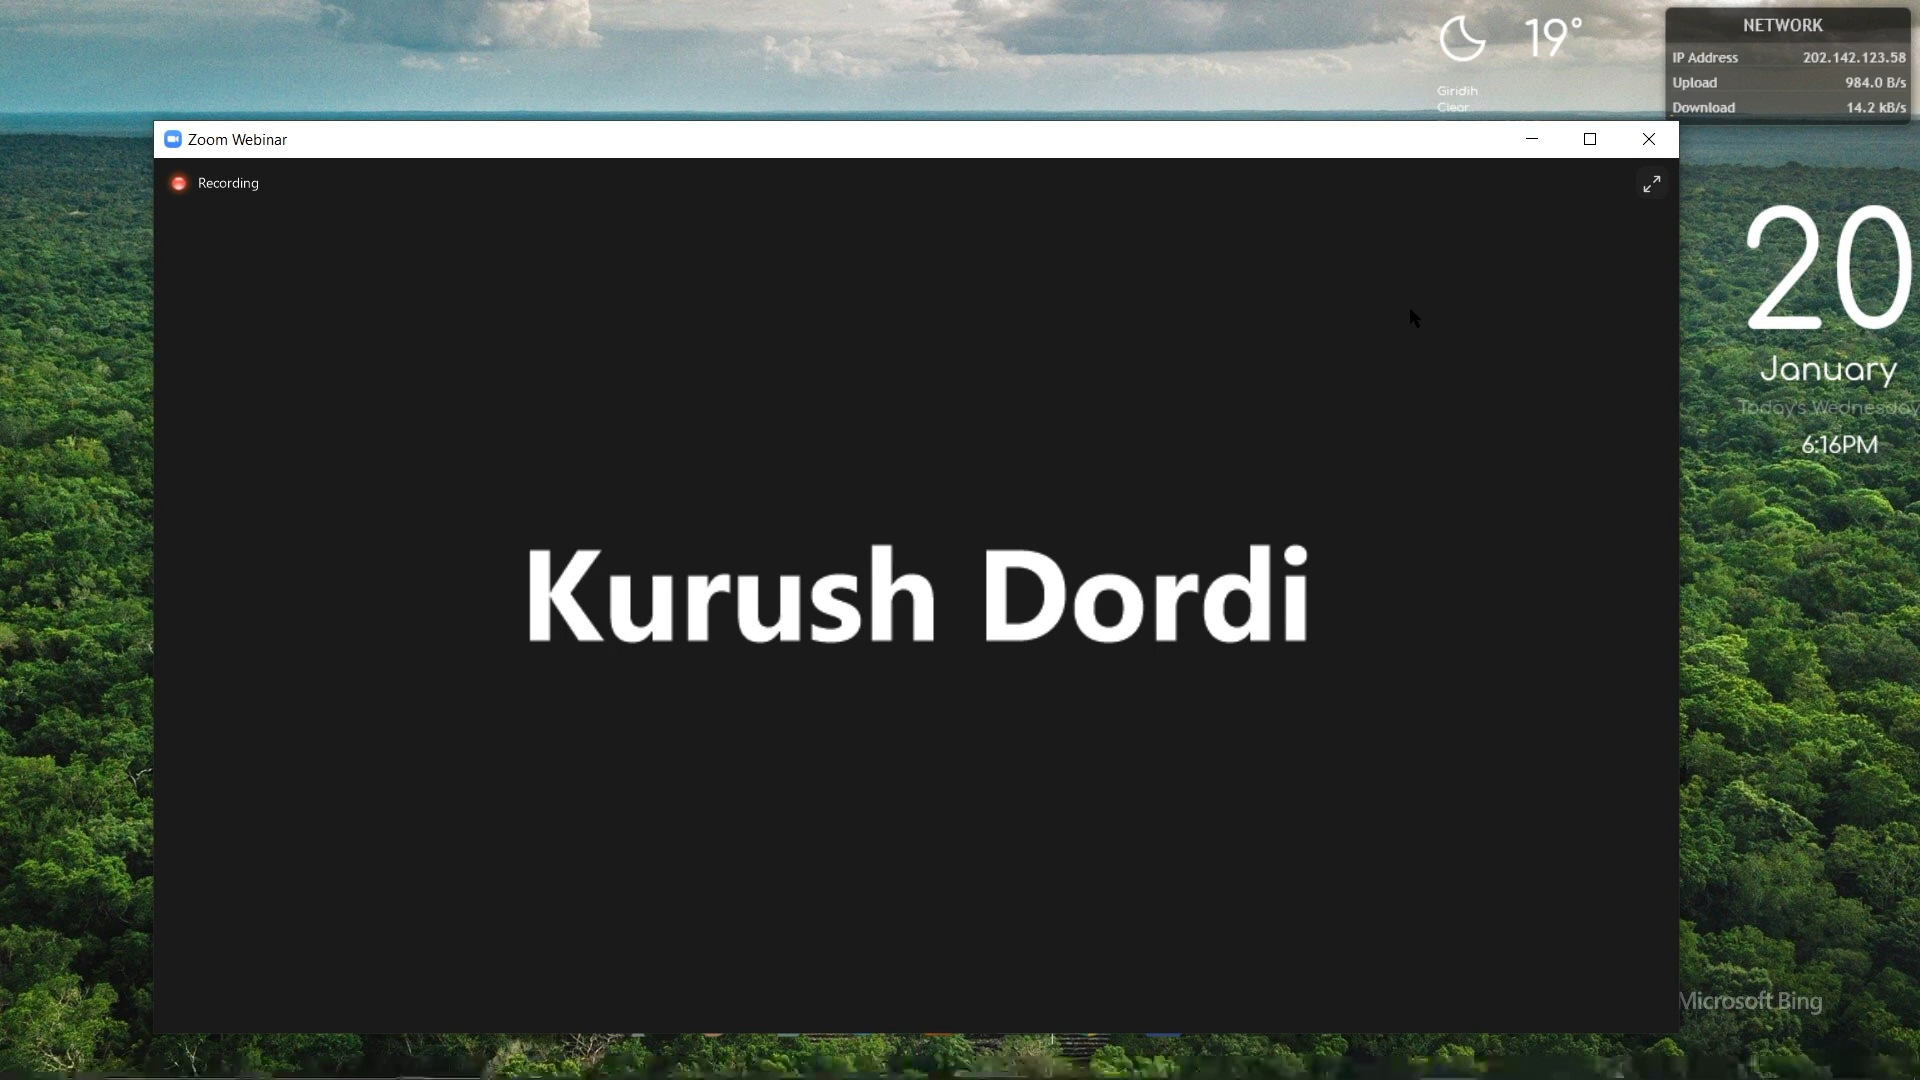 19°
Giridih
Clear
NETWORK
IP Address 202.142.123.58
Upload 984.0 B/s
Download 14.2 kB/s
Zoom Webinar
Recording
20
January
Today's Wednesday
6:16PM
Kurush Dordi
Microsoft Bing